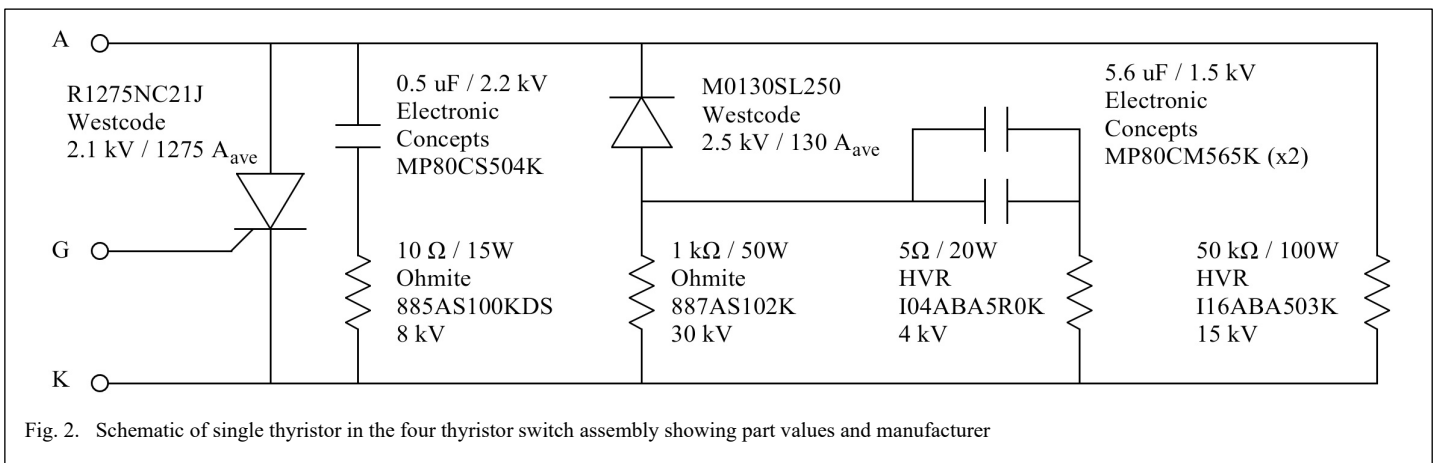 A
R1275NC21J
Westcode
2.1 kV / 1275 Aave
G
K
0.5 uF / 2.2 kV
Electronic
Concepts
MP80CS504K
10 Ω / 15W
Ohmite
885AS100KDS
8 kV
M0130SL250
Westcode
2.5 kV / 130 Aave
1 kΩ / 50W
Ohmite
887AS102K
30 kV
5Ω / 20W
HVR
I04ABA5R0K
4 kV
5.6 uF / 1.5 kV
Electronic
Concepts
MP80CM565K (x2)
50 kΩ / 100W
HVR
I16ABA503K
15 kV
Fig. 2. Schematic of single thyristor in the four thyristor switch assembly showing part values and manufacturer